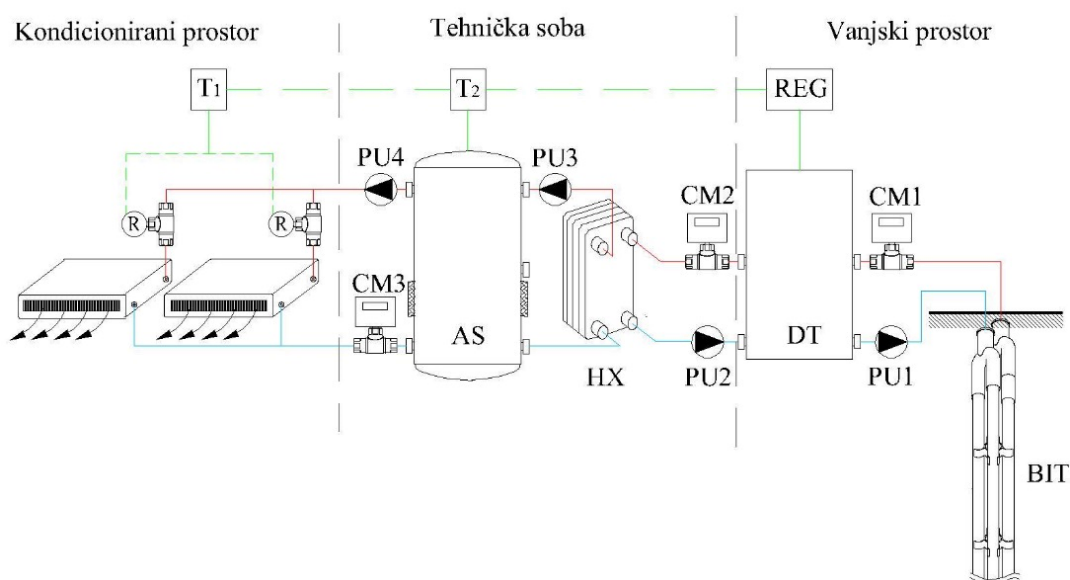 Kondicionirani prostor
Tehnička soba
Vanjski prostor
T1
T2
REG
PU4
PU3
CM2
CM1
R
R
CM3
AS
HX
PU2
DT
PU1
BIT